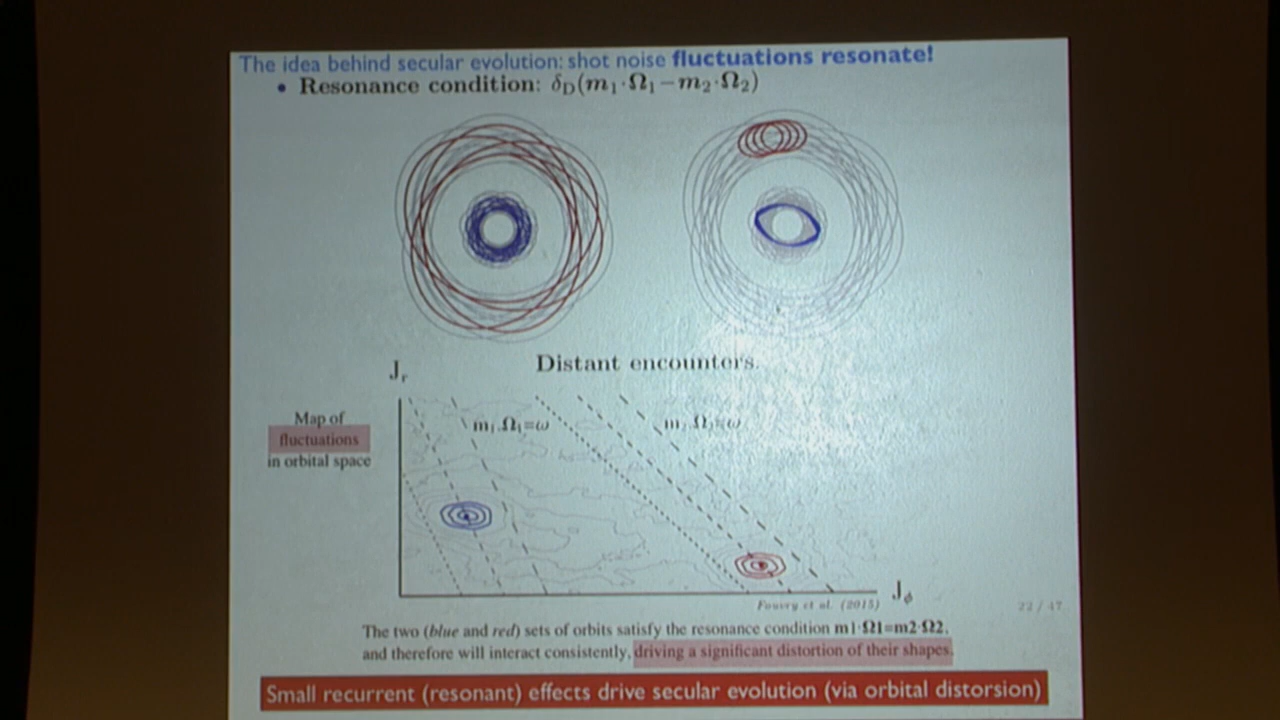 The idea behind secular evolution: shot noise fluctuations resonate!
• Resonance condition: δ_D(m₁·Ω₁−m₂·Ω₂)
Distant encounters.
J_r
Map of
fluctuations
in orbital space
m₁.Ω₁=ω
m₂.Ω₂=ω
J_ϕ
Fouvry et al. (2015)
22 / 47
The two (blue and red) sets of orbits satisfy the resonance condition m1·Ω1=m2·Ω2,
and therefore will interact consistently, driving a significant distortion of their shapes.
Small recurrent (resonant) effects drive secular evolution (via orbital distorsion)